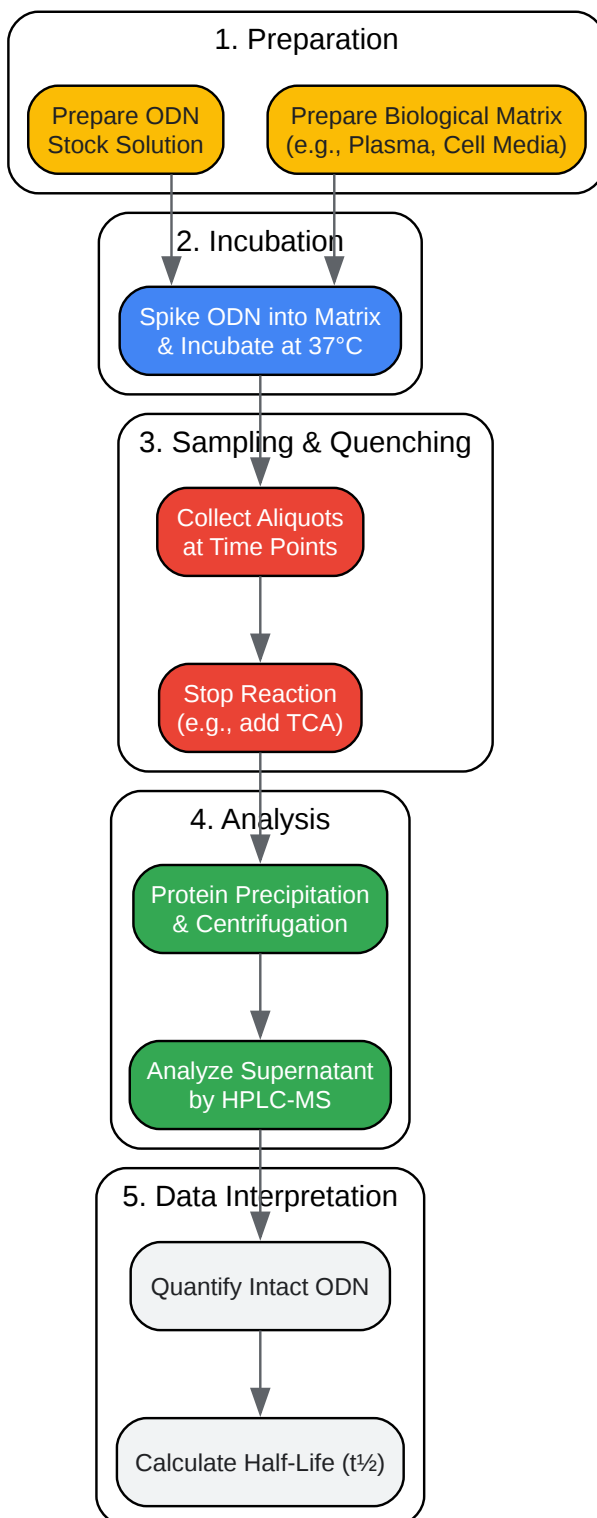 1. Preparation
Prepare ODN
Stock Solution
Prepare Biological Matrix
(e.g., Plasma, Cell Media)
2. Incubation
Spike ODN into Matrix
& Incubate at 37°C
3. Sampling & Quenching
Collect Aliquots
at Time Points
Stop Reaction
(e.g., add TCA)
4. Analysis
Protein Precipitation
& Centrifugation
Analyze Supernatant
by HPLC-MS
5. Data Interpretation
Quantify Intact ODN
Calculate Half-Life (t½)